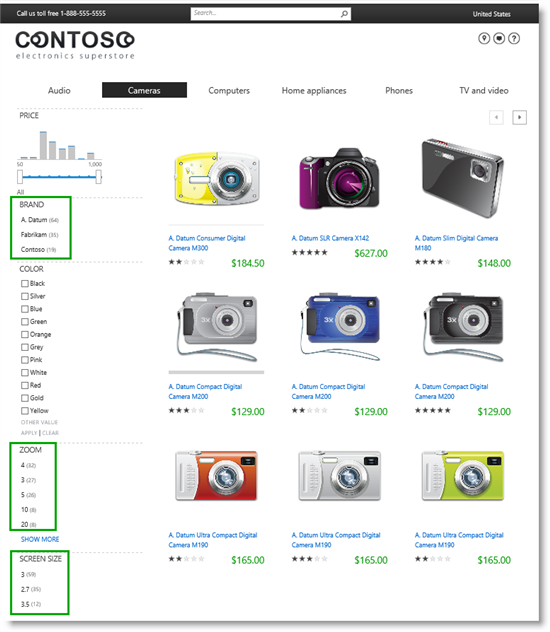 Call us toll free 1-888-555-5555
Search...
United States
CONTOSO
electronics superstore
Audio
Cameras
Computers
Home appliances
Phones
TV and video
PRICE
50
1,000
All
BRAND
A. Datum (64)
Fabrikam (35)
Contoso (19)
COLOR
Black
Silver
Blue
Green
Orange
Grey
Pink
White
Red
Gold
Yellow
OTHER VALUE
APPLY | CLEAR
ZOOM
4 (32)
3 (27)
5 (26)
10 (8)
20 (8)
SHOW MORE
SCREEN SIZE
3 (59)
2.7 (35)
3.5 (12)
A. Datum Consumer Digital
Camera M300
$184.50
A. Datum SLR Camera X142
$627.00
A. Datum Slim Digital Camera
M180
$148.00
3x
A. Datum Compact Digital
Camera M200
$129.00
3x
A. Datum Compact Digital
Camera M200
$129.00
3x
A. Datum Compact Digital
Camera M200
$129.00
A. Datum Ultra Compact Digital
Camera M190
$165.00
A. Datum Ultra Compact Digital
Camera M190
$165.00
A. Datum Ultra Compact Digital
Camera M190
$165.00